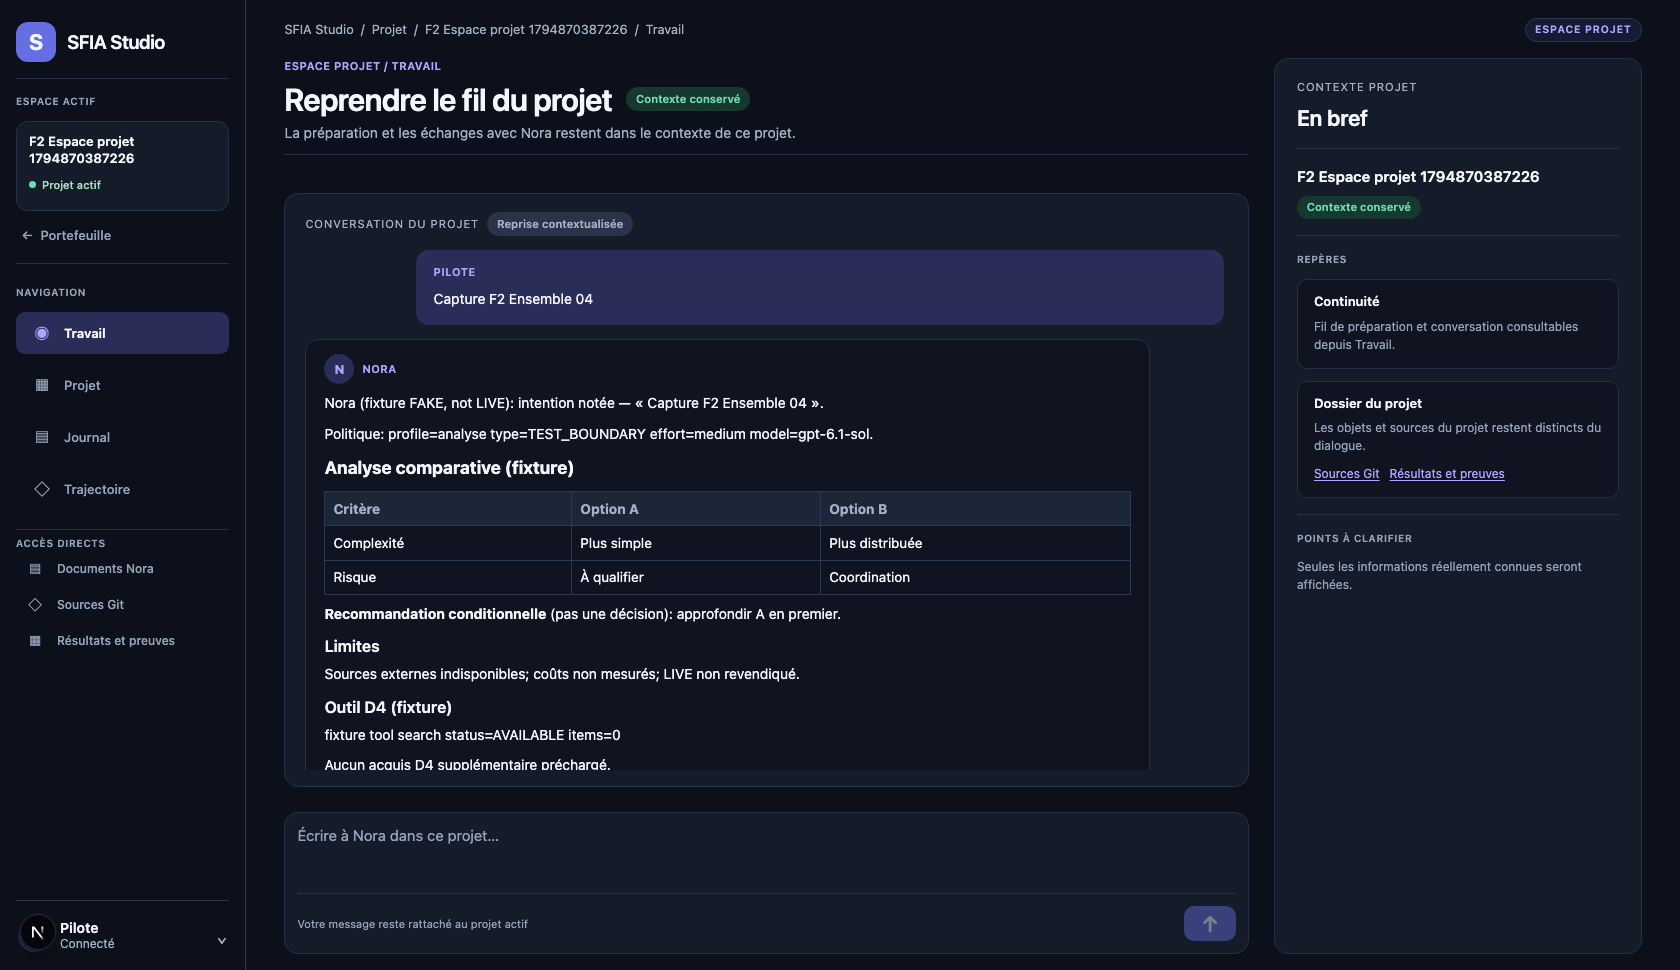 S SFIA Studio
ESPACE ACTIF
F2 Espace projet
1794870387226
Projet actif
← Portefeuille
NAVIGATION
Travail
Projet
Journal
Trajectoire
ACCÈS DIRECTS
Documents Nora
Sources Git
Résultats et preuves
N Pilote
Connecté
SFIA Studio / Projet / F2 Espace projet 1794870387226 / Travail
ESPACE PROJET
ESPACE PROJET / TRAVAIL
Reprendre le fil du projet Contexte conservé
La préparation et les échanges avec Nora restent dans le contexte de ce projet.
CONVERSATION DU PROJET Reprise contextualisée
PILOTE
Capture F2 Ensemble 04
N NORA
Nora (fixture FAKE, not LIVE): intention notée — « Capture F2 Ensemble 04 ».
Politique: profile=analyse type=TEST_BOUNDARY effort=medium model=gpt-6.1-sol.
Analyse comparative (fixture)
Critère Option A Option B
Complexité Plus simple Plus distribuée
Risque À qualifier Coordination
Recommandation conditionnelle (pas une décision): approfondir A en premier.
Limites
Sources externes indisponibles; coûts non mesurés; LIVE non revendiqué.
Outil D4 (fixture)
fixture tool search status=AVAILABLE items=0
Aucun acquis D4 supplémentaire préchargé.
Écrire à Nora dans ce projet...
Votre message reste rattaché au projet actif
CONTEXTE PROJET
En bref
F2 Espace projet 1794870387226
Contexte conservé
REPÈRES
Continuité
Fil de préparation et conversation consultables
depuis Travail.
Dossier du projet
Les objets et sources du projet restent distincts du
dialogue.
Sources Git Résultats et preuves
POINTS À CLARIFIER
Seules les informations réellement connues seront
affichées.